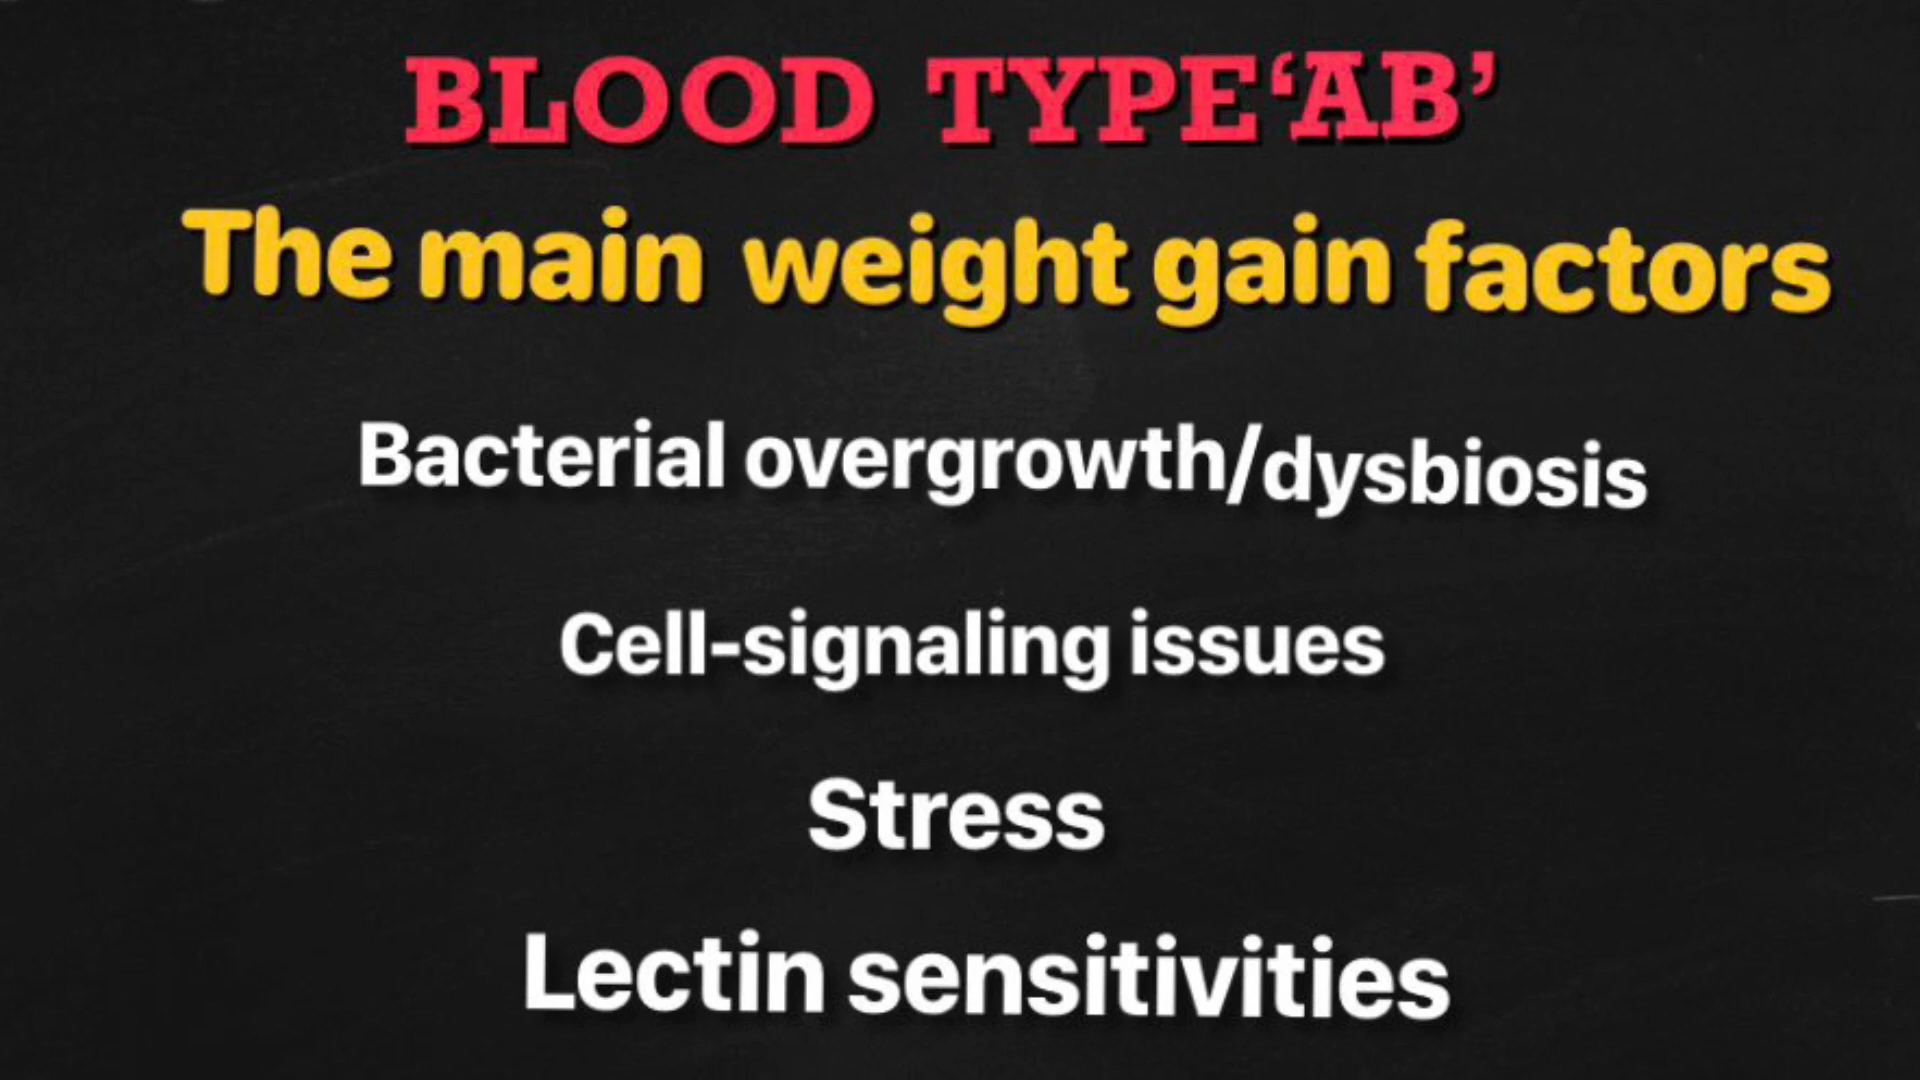 BLOOD TYPE‘AB’
The main weight gain factors
Bacterial overgrowth/dysbiosis
Cell-signaling issues
Stress
Lectin sensitivities